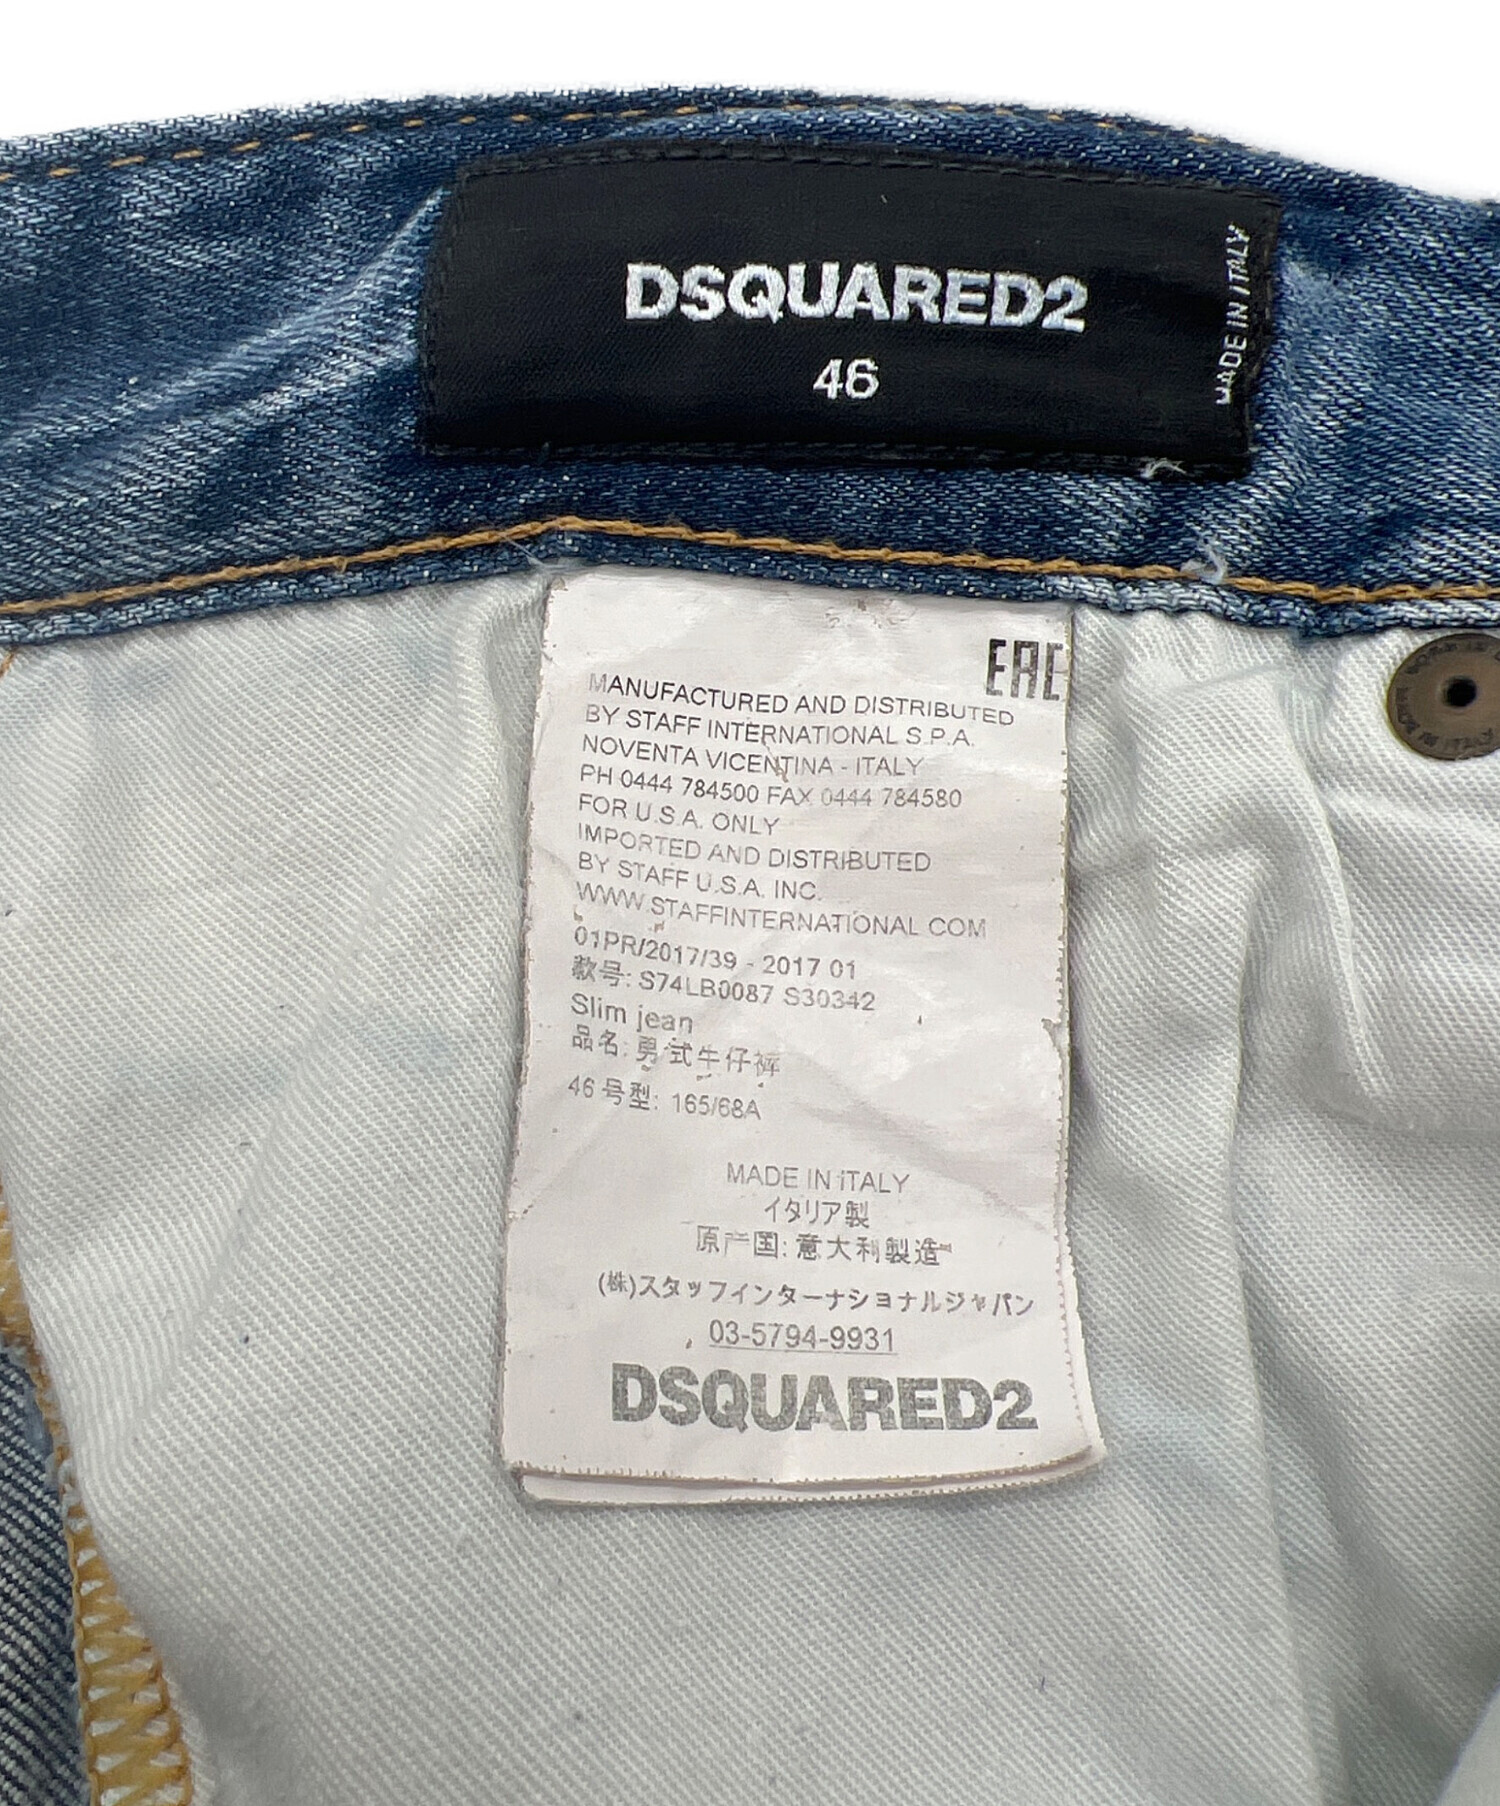 DSQUARED2
46
MADE IN ITALY
EAC
MANUFACTURED AND DISTRIBUTED
BY STAFF INTERNATIONAL S.P.A.
NOVENTA VICENTINA - ITALY
PH 0444 784500 FAX 0444 784580
FOR U.S.A. ONLY
IMPORTED AND DISTRIBUTED
BY STAFF U.S.A. INC.
WWW.STAFFINTERNATIONAL.COM
01PR/2017/39 - 2017 01
款号: S74LB0087 S30342
Slim jean
品名: 男式牛仔裤
46 号型: 165/68A
MADE IN ITALY
イタリア製
原产国: 意大利製造
(株)スタッフインターナショナルジャパン
03-5794-9931
DSQUARED2